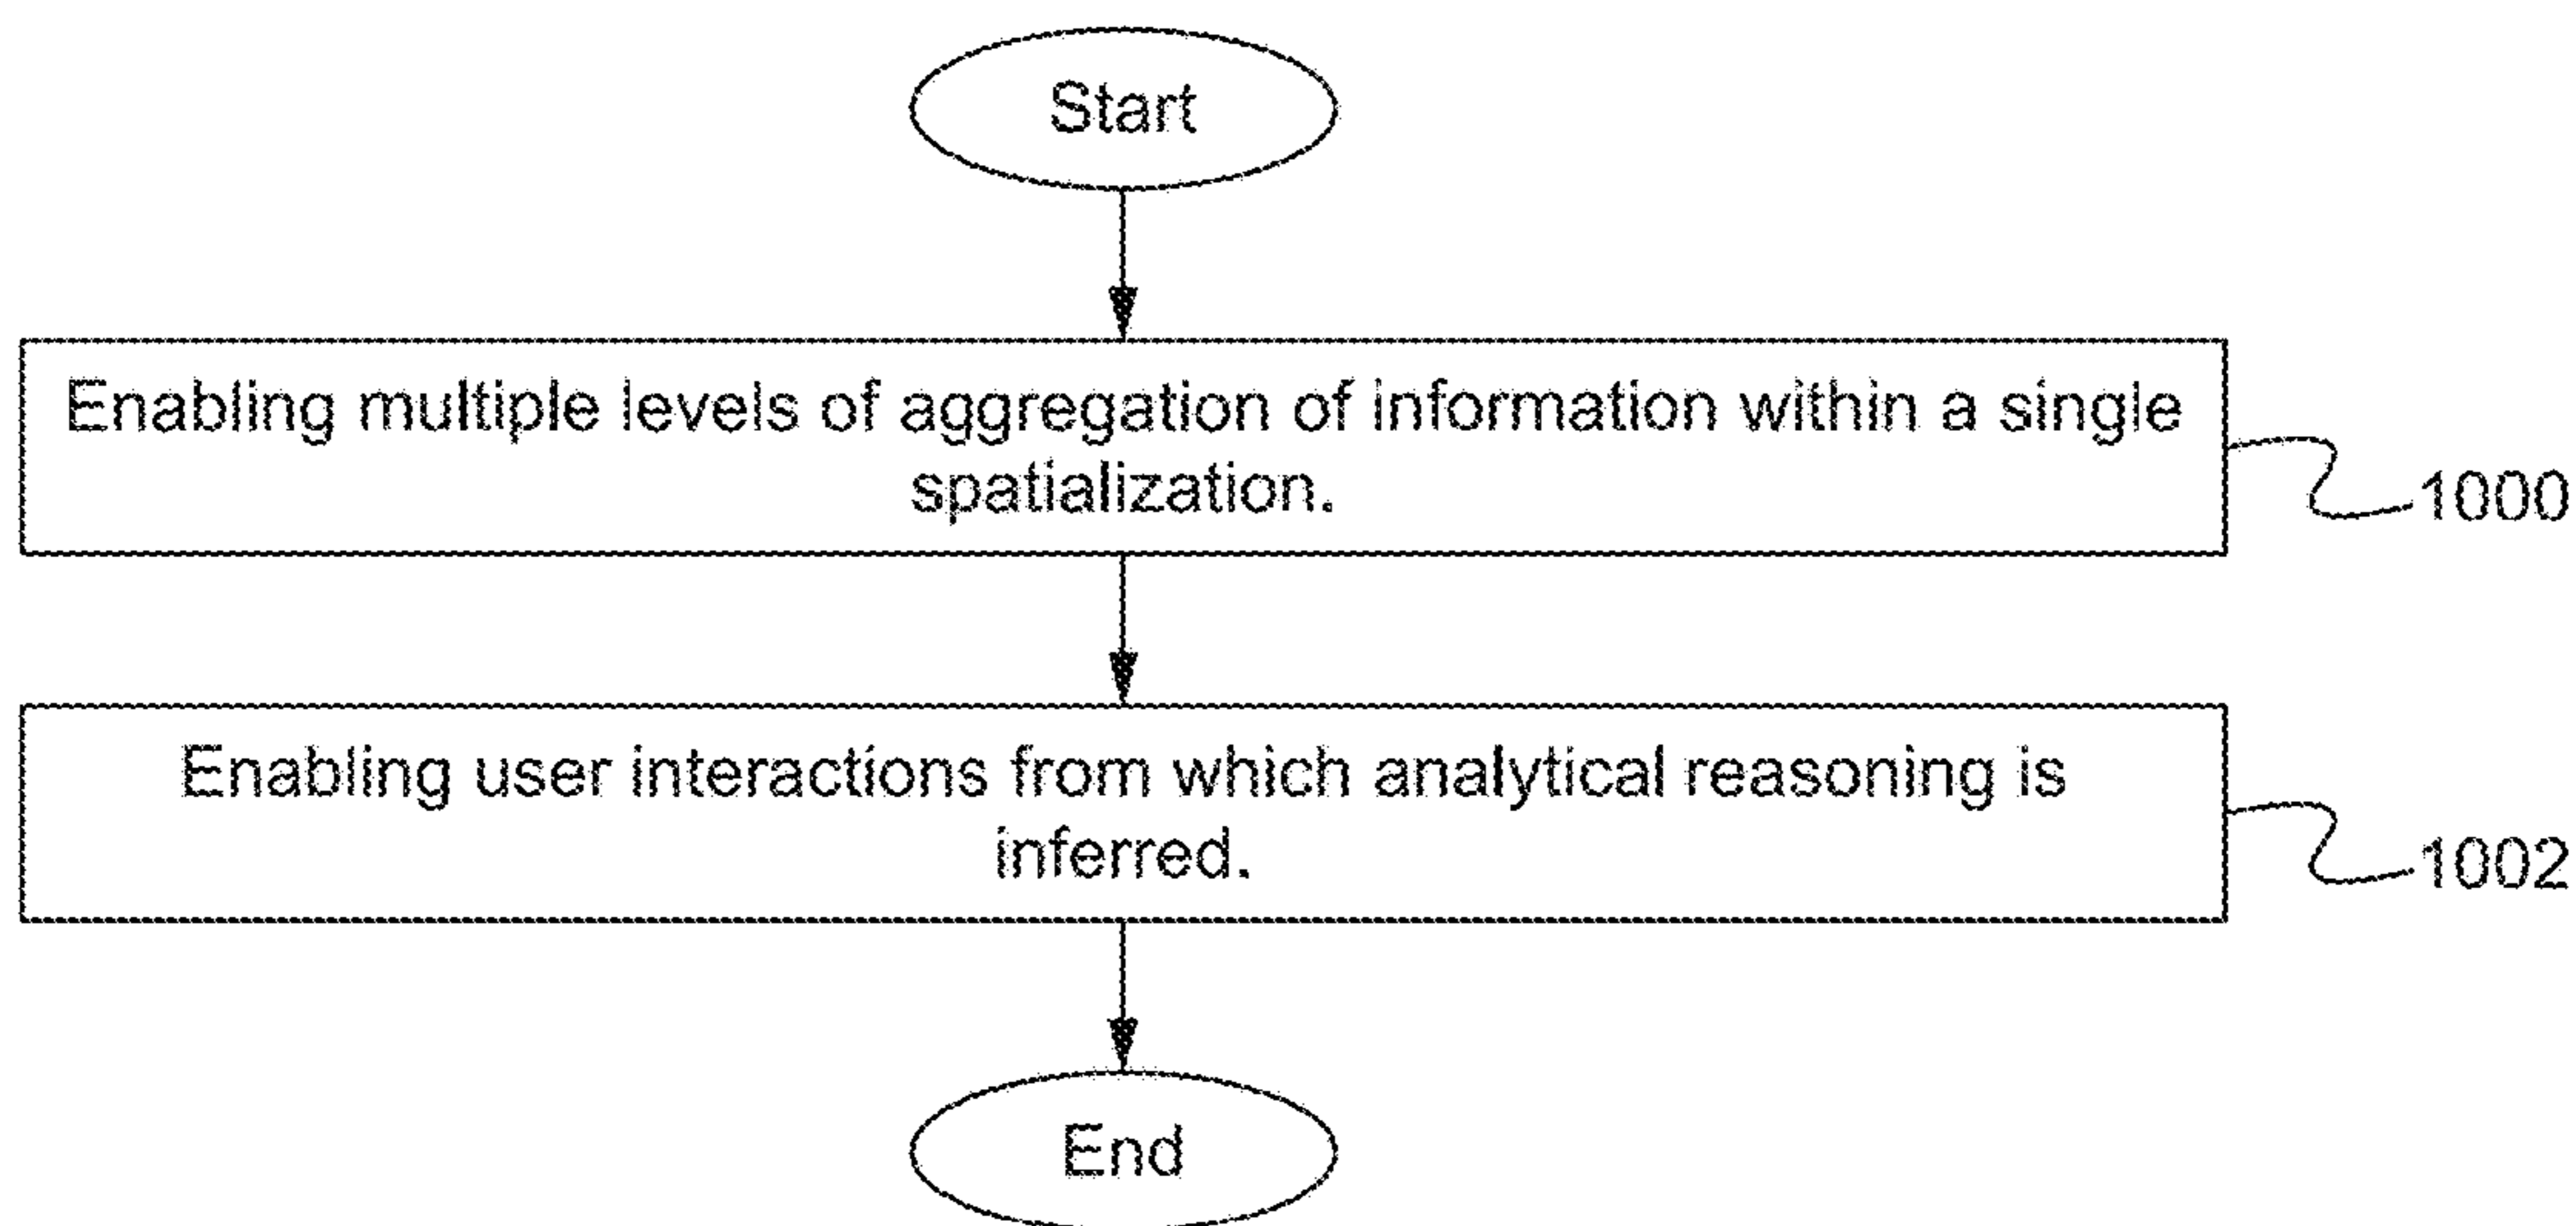 Start
Enabling multiple levels of aggregation of information within a single
spatialization.
1000
Enabling user interactions from which analytical reasoning is
inferred.
1002
End